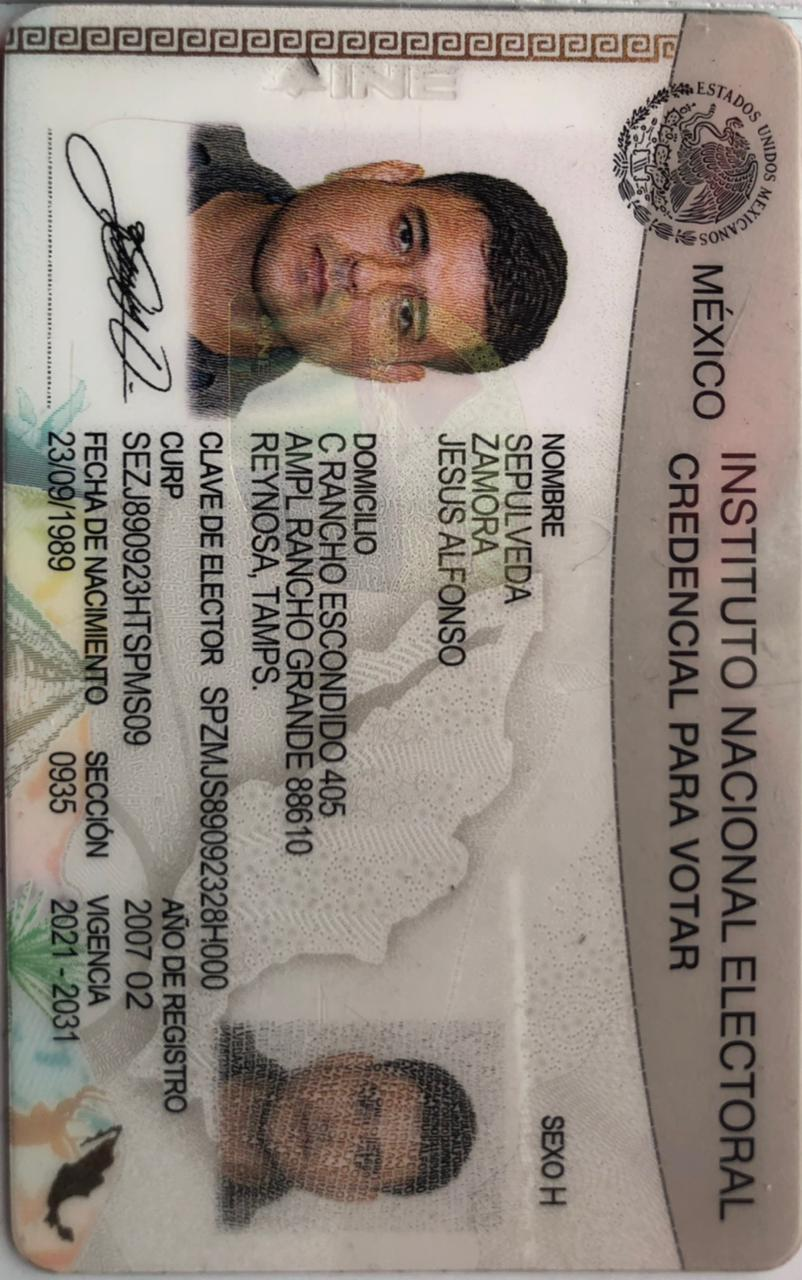 ESTADOS UNIDOS MEXICANOS
MÉXICO
INSTITUTO NACIONAL ELECTORAL
CREDENCIAL PARA VOTAR
INE
NOMBRE
SEPULVEDA
ZAMORA
JESUS ALFONSO
SEXO H
DOMICILIO
C RANCHO ESCONDIDO 405
AMPL RANCHO GRANDE 88610
REYNOSA, TAMPS.
CLAVE DE ELECTOR SPZMJS89092328H000
CURP
SEZJ890923HTSPMS09
AÑO DE REGISTRO
2007 02
FECHA DE NACIMIENTO
23/09/1989
SECCIÓN
0935
VIGENCIA
2021 - 2031